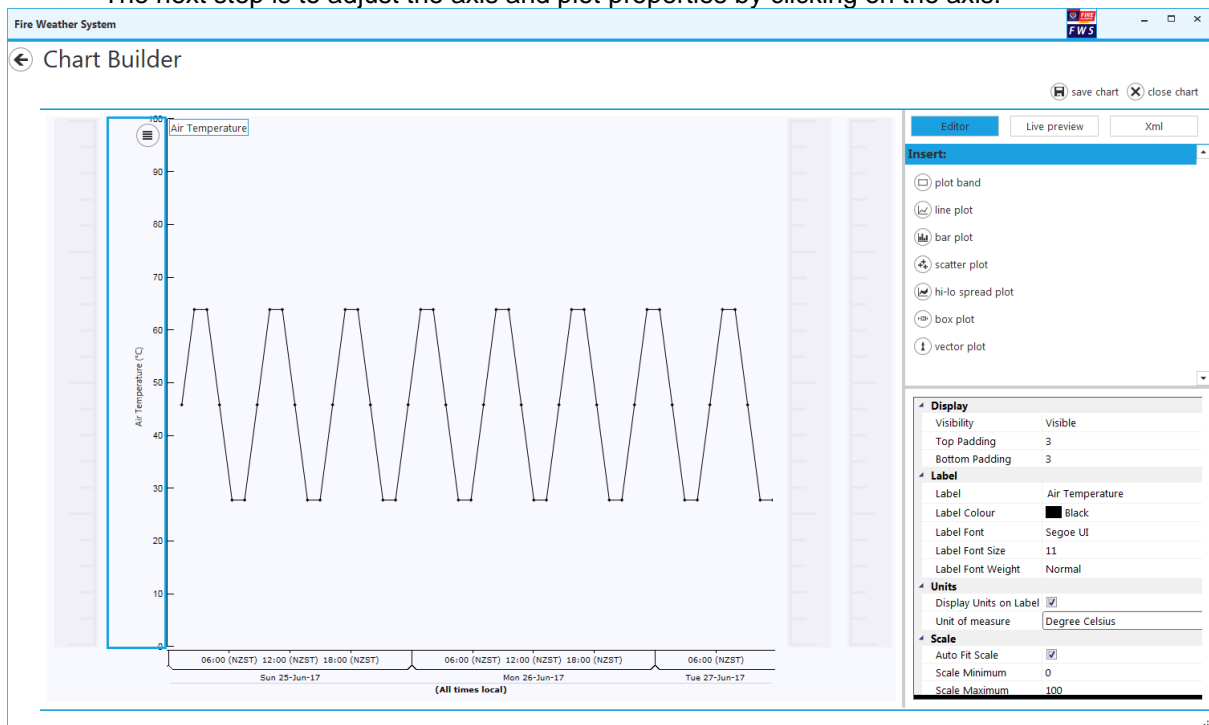 The next step is to adjust the axis and plot properties by clicking on the axis.
Fire Weather System
FIRE
FWS
Chart Builder
save chart
close chart
Editor
Live preview
Xml
Insert:
plot band
line plot
bar plot
scatter plot
hi-lo spread plot
box plot
vector plot
Air Temperature
100
90
80
70
60
50
40
30
20
10
0
Air Temperature (°C)
06:00 (NZST) 12:00 (NZST) 18:00 (NZST)
06:00 (NZST) 12:00 (NZST) 18:00 (NZST)
06:00 (NZST)
Sun 25-Jun-17
Mon 26-Jun-17
Tue 27-Jun-17
(All times local)
Display
Visibility Visible
Top Padding 3
Bottom Padding 3
Label
Label Air Temperature
Label Colour Black
Label Font Segoe UI
Label Font Size 11
Label Font Weight Normal
Units
Display Units on Label
Unit of measure Degree Celsius
Scale
Auto Fit Scale
Scale Minimum 0
Scale Maximum 100